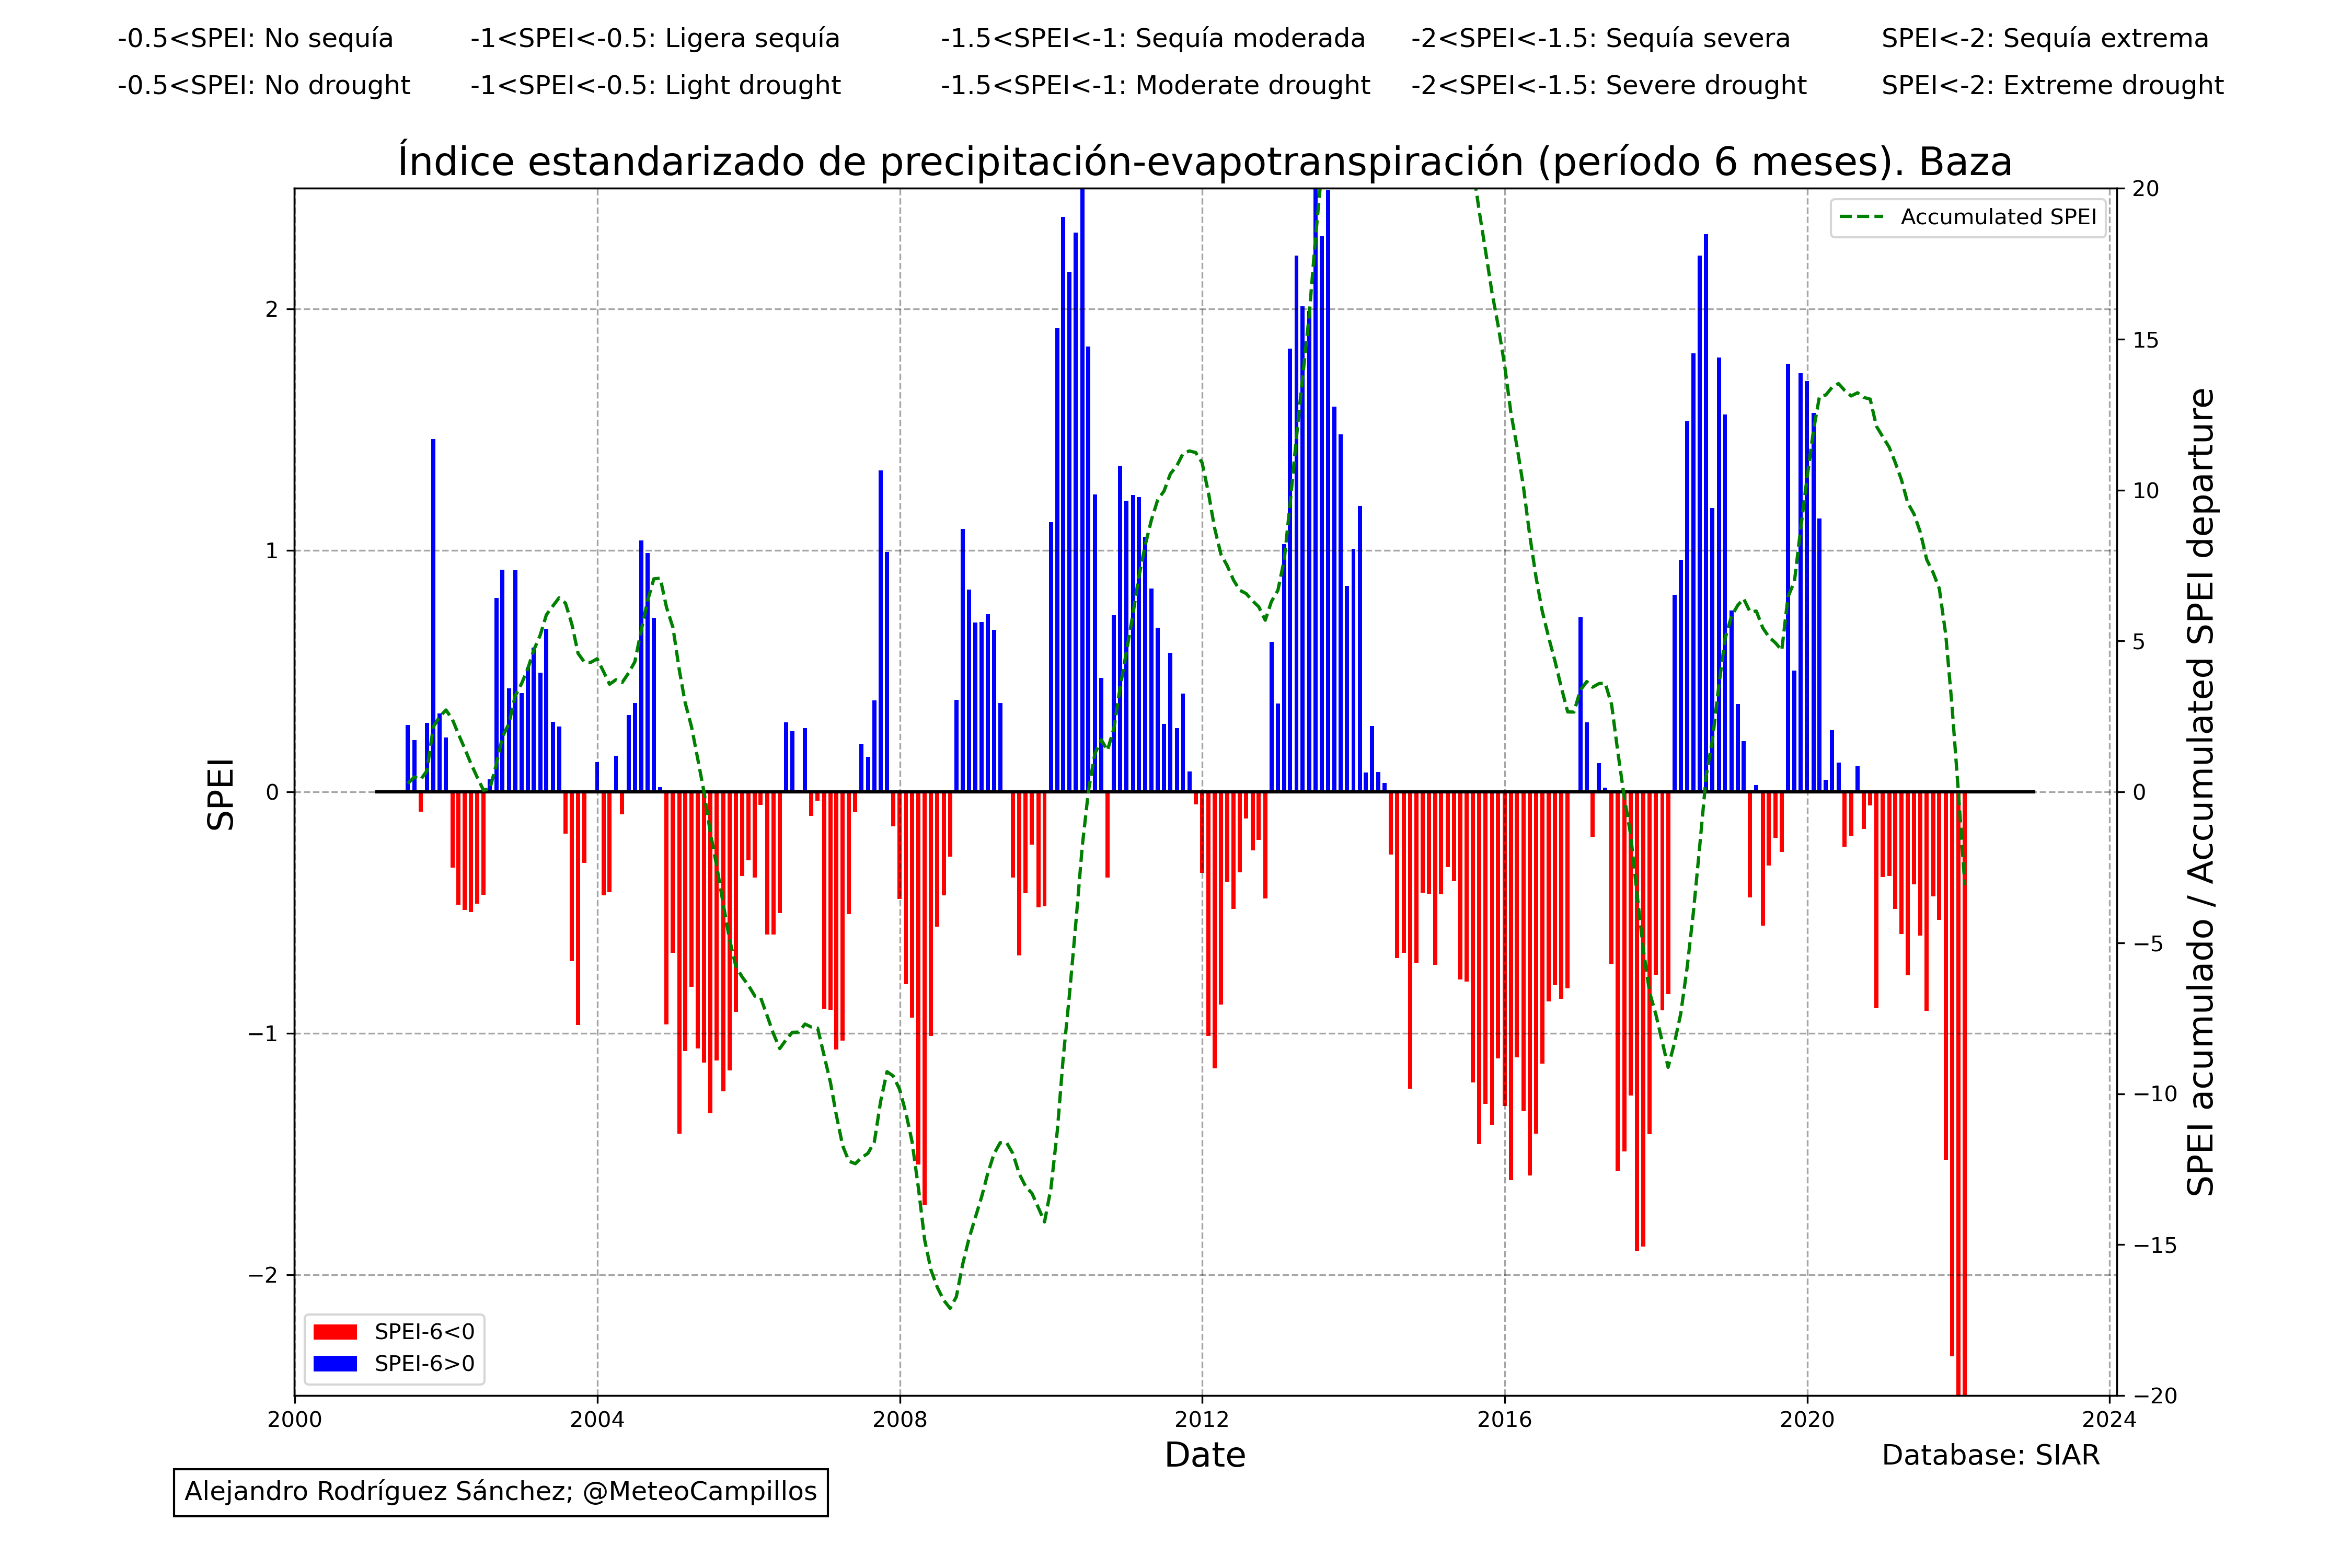 -0.5<SPEI: No sequía
-1<SPEI<-0.5: Ligera sequía
-1.5<SPEI<-1: Sequía moderada
-2<SPEI<-1.5: Sequía severa
SPEI<-2: Sequía extrema
-0.5<SPEI: No drought
-1<SPEI<-0.5: Light drought
-1.5<SPEI<-1: Moderate drought
-2<SPEI<-1.5: Severe drought
SPEI<-2: Extreme drought
Índice estandarizado de precipitación-evapotranspiración (período 6 meses). Baza
SPEI
2
1
0
−1
−2
Accumulated SPEI
SPEI-6<0
SPEI-6>0
20
15
10
5
0
−5
−10
−15
−20
SPEI acumulado / Accumulated SPEI departure
2000
2004
2008
2012
2016
2020
2024
Date
Database: SIAR
Alejandro Rodríguez Sánchez; @MeteoCampillos